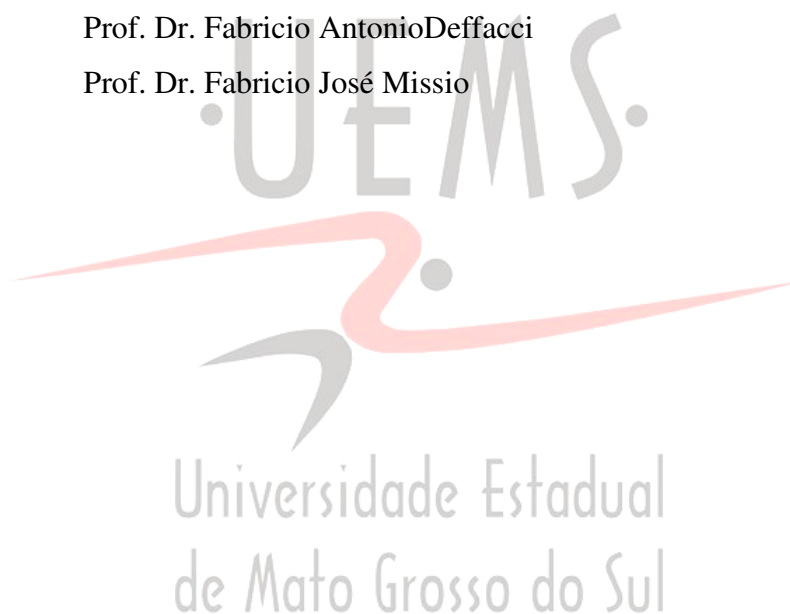 Prof. Dr. Fabricio AntonioDeffacci
Prof. Dr. Fabricio José Missio
UEMS
Universidade Estadual
de Mato Grosso do Sul